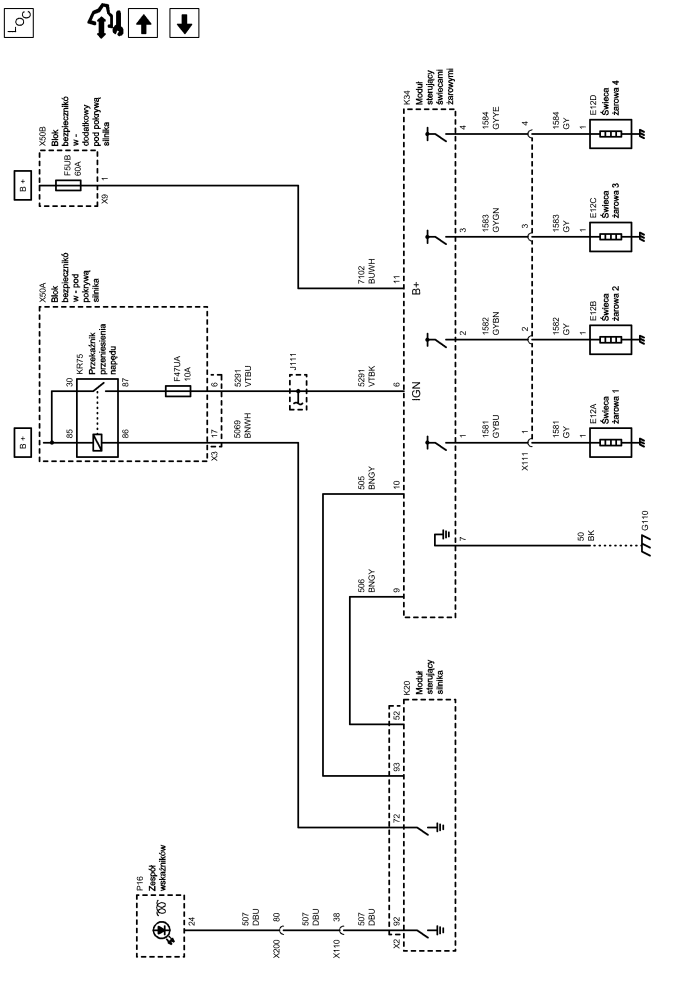 LOC
B +
B +
X50B
Blok
bezpieczników
w -
dodatkowy
pod pokrywą
silnika
F5UB
60A
1
X9
X50A
Blok
bezpieczników
w - pod
pokrywą
silnika
KR75
Przekaźnik
przeniesienia
napędu
30
85
87
86
F47UA
10A
6
17
X3
5291
VTBU
5069
BNWH
J111
5291
VTBK
6
IGN
7102
BUWH
11
B+
K34
Moduł
sterujący
świecami
żarowymi
505
BNGY
10
506
BNGY
9
4
1584
GYYE
4
1584
GY
1
E12D
Świeca
żarowa 4
3
1583
GYGN
3
1583
GY
1
E12C
Świeca
żarowa 3
2
1582
GYBN
2
1582
GY
1
E12B
Świeca
żarowa 2
1
1581
GYBU
1
X111
1581
GY
1
E12A
Świeca
żarowa 1
7
50
BK
G110
K20
Moduł
sterujący
silnika
52
93
72
92
X2
P16
Zespół
wskaźników
24
507
DBU
80
X200
507
DBU
38
X110
507
DBU